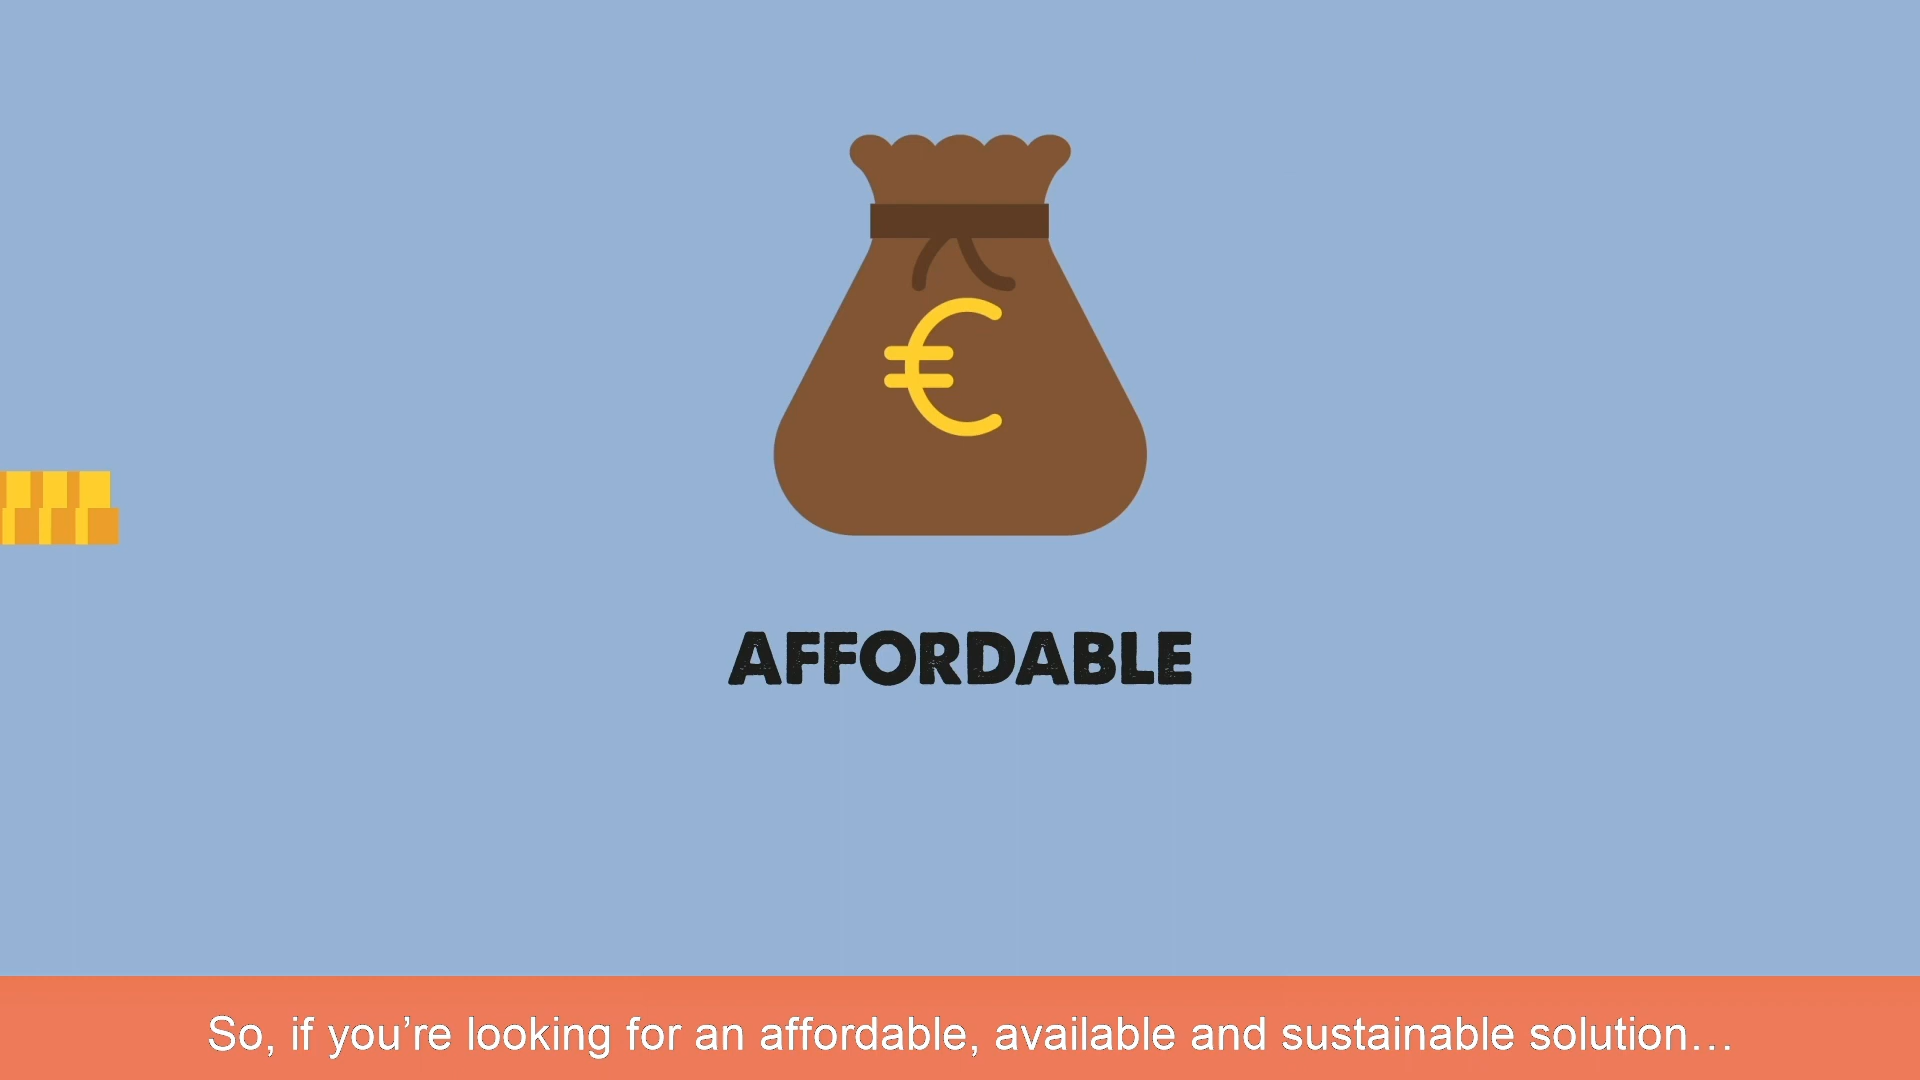 €
AFFORDABLE
So, if you’re looking for an affordable, available and sustainable solution…